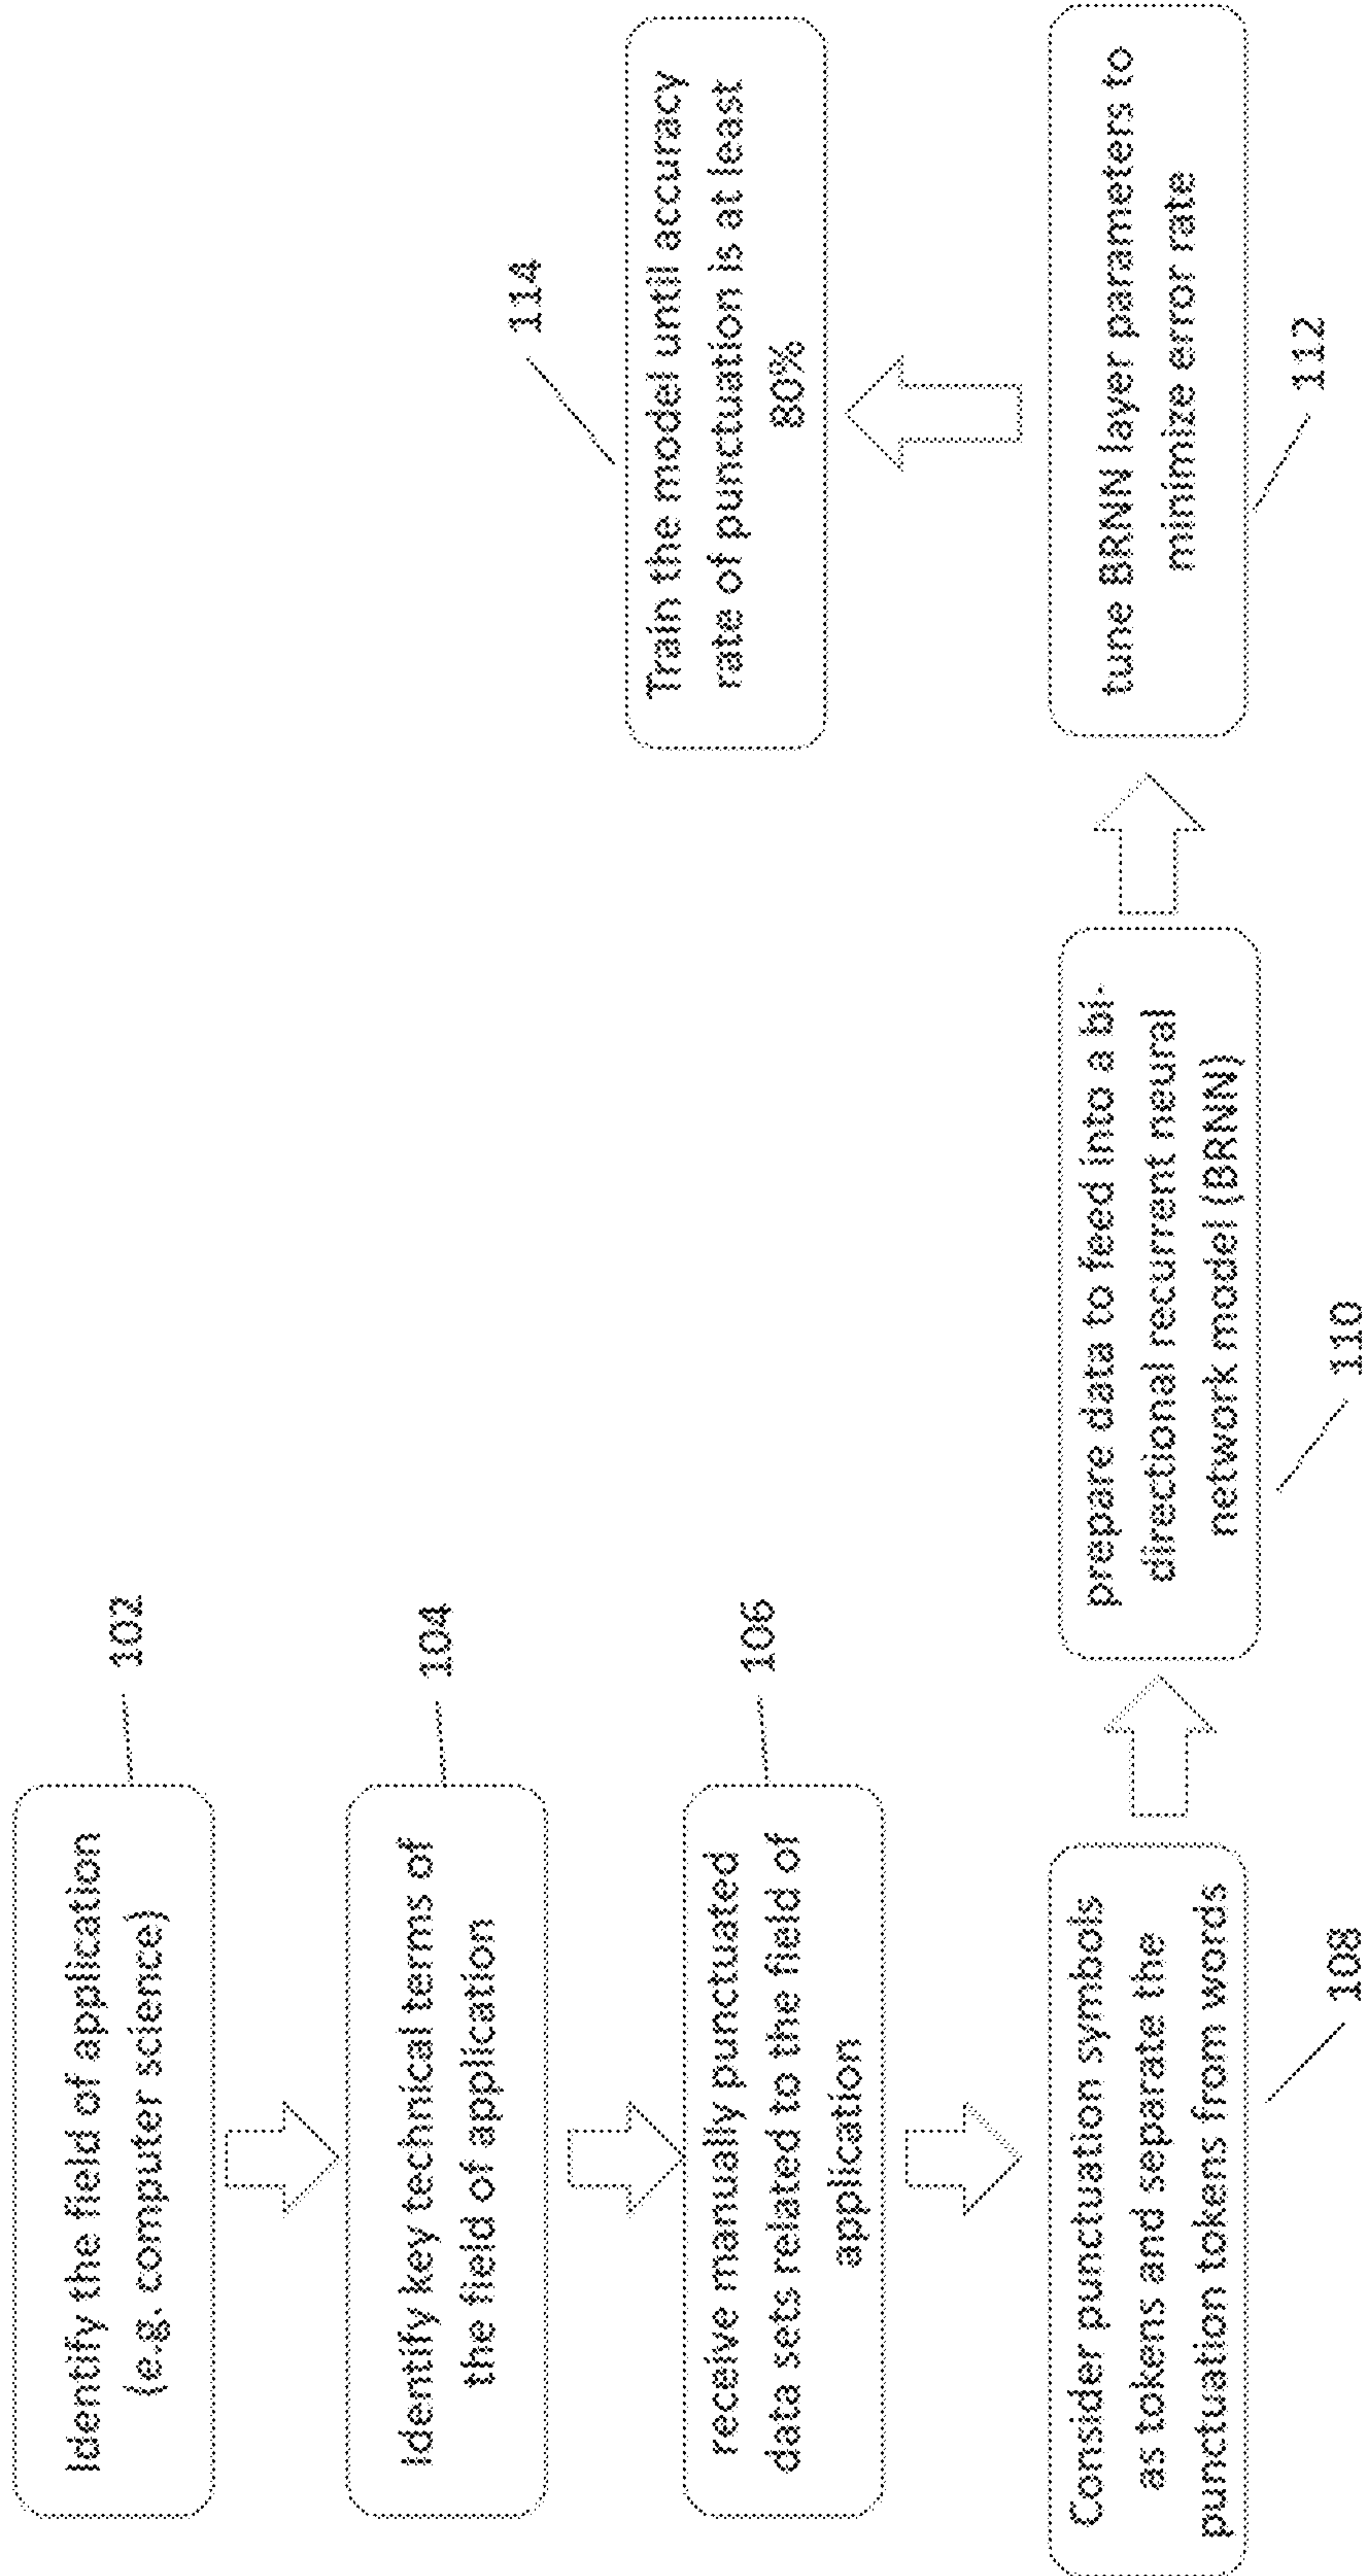 Identify the field of application
(e.g. computer science)
102
Identify key technical terms of
the field of application
104
receive manually punctuated
data sets related to the field of
application
106
Consider punctuation symbols
as tokens and separate the
punctuation tokens from words
108
prepare data to feed into a bi-
directional recurrent neural
network model (BRNN)
110
tune BRNN layer parameters to
minimize error rate
112
Train the model until accuracy
rate of punctuation is at least
80%
114